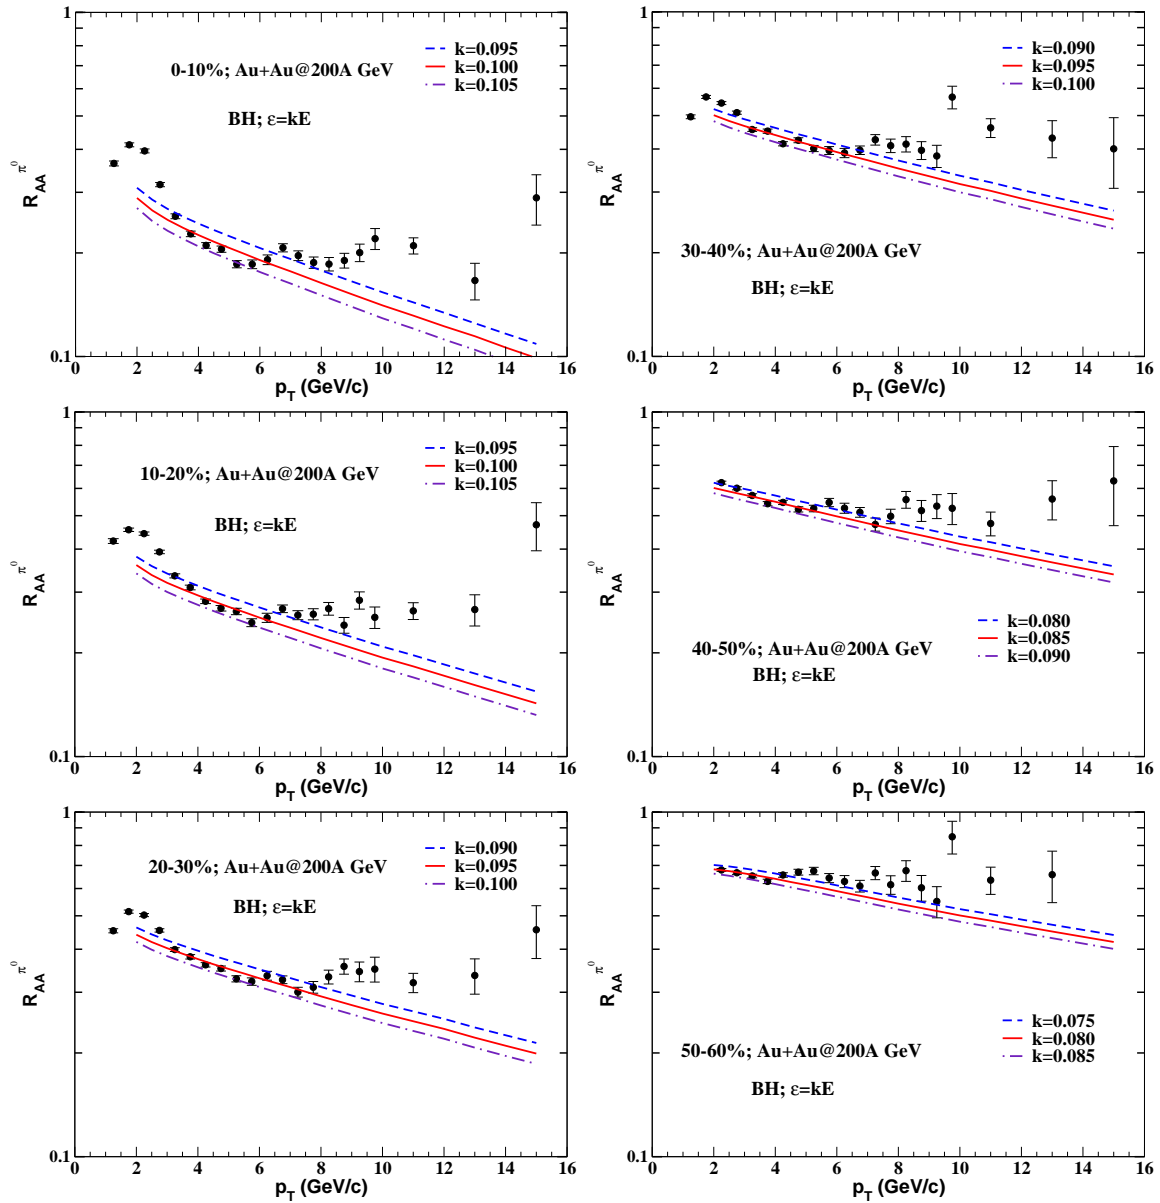 1
k=0.095
0-10%; Au+Au@200A GeV
k=0.100
k=0.105
BH; ε=kE
R_AA^π⁰
0.1
0 2 4 6 8 10 12 14 16
p_T (GeV/c)
1
k=0.090
k=0.095
k=0.100
R_AA^π⁰
30-40%; Au+Au@200A GeV
BH; ε=kE
0.1
0 2 4 6 8 10 12 14 16
p_T (GeV/c)
1
k=0.095
10-20%; Au+Au@200A GeV
k=0.100
k=0.105
BH; ε=kE
R_AA^π⁰
0.1
0 2 4 6 8 10 12 14 16
p_T (GeV/c)
1
R_AA^π⁰
k=0.080
k=0.085
40-50%; Au+Au@200A GeV
k=0.090
BH; ε=kE
0.1
0 2 4 6 8 10 12 14 16
p_T (GeV/c)
1
k=0.090
20-30%; Au+Au@200A GeV
k=0.095
k=0.100
BH; ε=kE
R_AA^π⁰
0.1
0 2 4 6 8 10 12 14 16
p_T (GeV/c)
1
R_AA^π⁰
k=0.075
k=0.080
50-60%; Au+Au@200A GeV
k=0.085
BH; ε=kE
0.1
0 2 4 6 8 10 12 14 16
p_T (GeV/c)